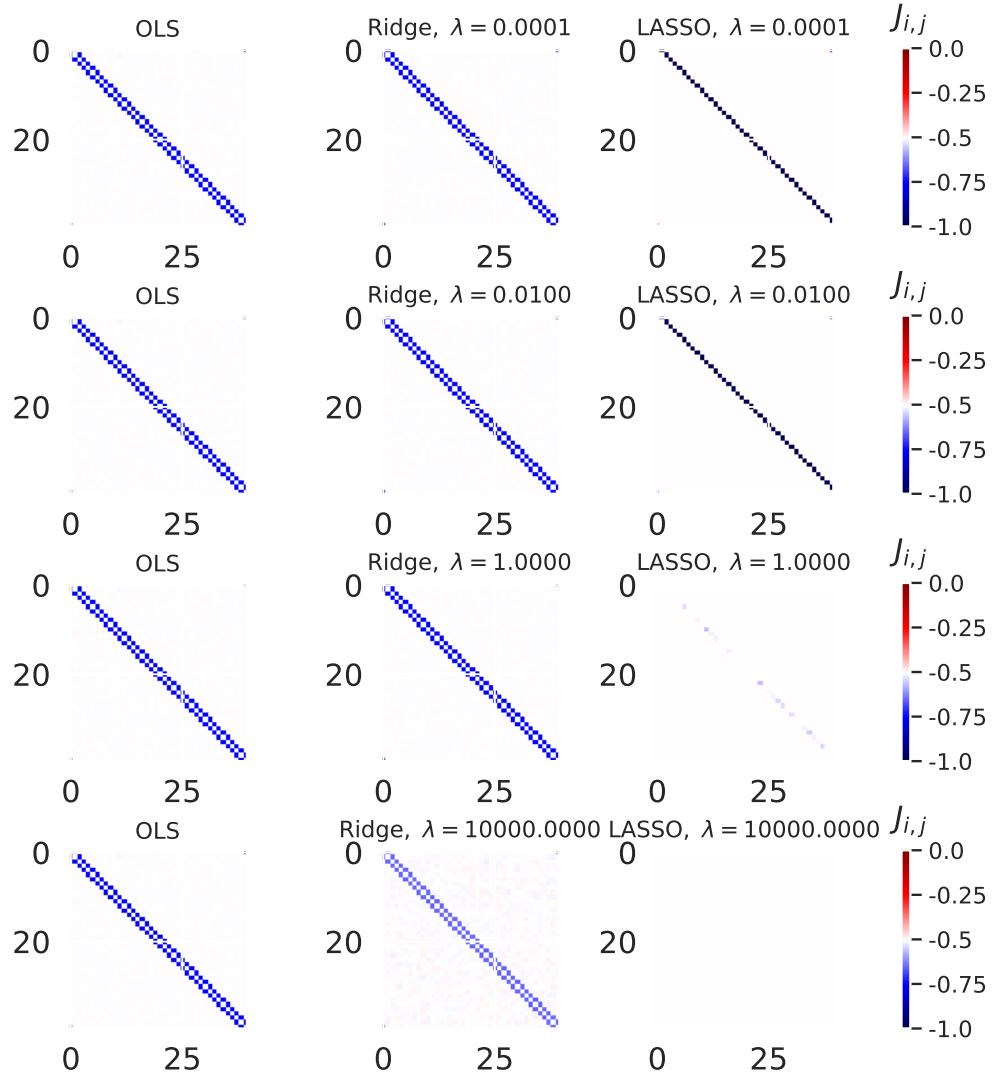 OLS Ridge, λ = 0.0001 LASSO, λ = 0.0001 J_{i,j}
0 0 0 0.0
-0.25
20 20 20 -0.5
-0.75
-1.0
0 25 0 25 0 25
OLS Ridge, λ = 0.0100 LASSO, λ = 0.0100 J_{i,j}
0 0 0 0.0
-0.25
20 20 20 -0.5
-0.75
-1.0
0 25 0 25 0 25
OLS Ridge, λ = 1.0000 LASSO, λ = 1.0000 J_{i,j}
0 0 0 0.0
-0.25
20 20 20 -0.5
-0.75
-1.0
0 25 0 25 0 25
OLS Ridge, λ = 10000.0000 LASSO, λ = 10000.0000 J_{i,j}
0 0 0 0.0
-0.25
20 20 20 -0.5
-0.75
-1.0
0 25 0 25 0 25